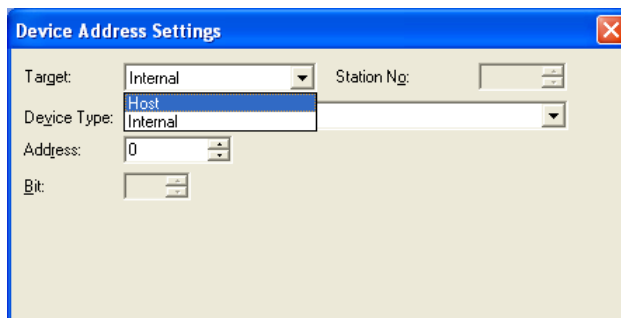 Device Address Settings
Target: Internal Station No:
Host
Device Type: Internal
Address: 0
Bit: